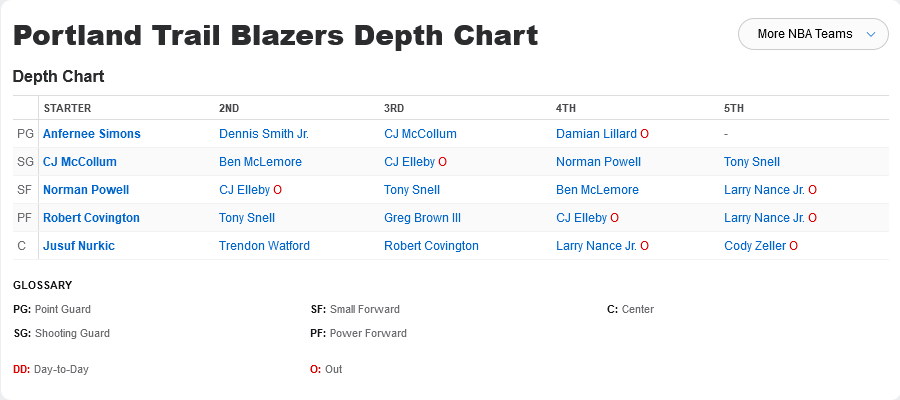 Portland Trail Blazers Depth Chart
More NBA Teams
Depth Chart
STARTER 2ND 3RD 4TH 5TH
PG Anfernee Simons Dennis Smith Jr. CJ McCollum Damian Lillard O -
SG CJ McCollum Ben McLemore CJ Elleby O Norman Powell Tony Snell
SF Norman Powell CJ Elleby O Tony Snell Ben McLemore Larry Nance Jr. O
PF Robert Covington Tony Snell Greg Brown III CJ Elleby O Larry Nance Jr. O
C Jusuf Nurkic Trendon Watford Robert Covington Larry Nance Jr. O Cody Zeller O
GLOSSARY
PG: Point Guard SF: Small Forward C: Center
SG: Shooting Guard PF: Power Forward
DD: Day-to-Day O: Out